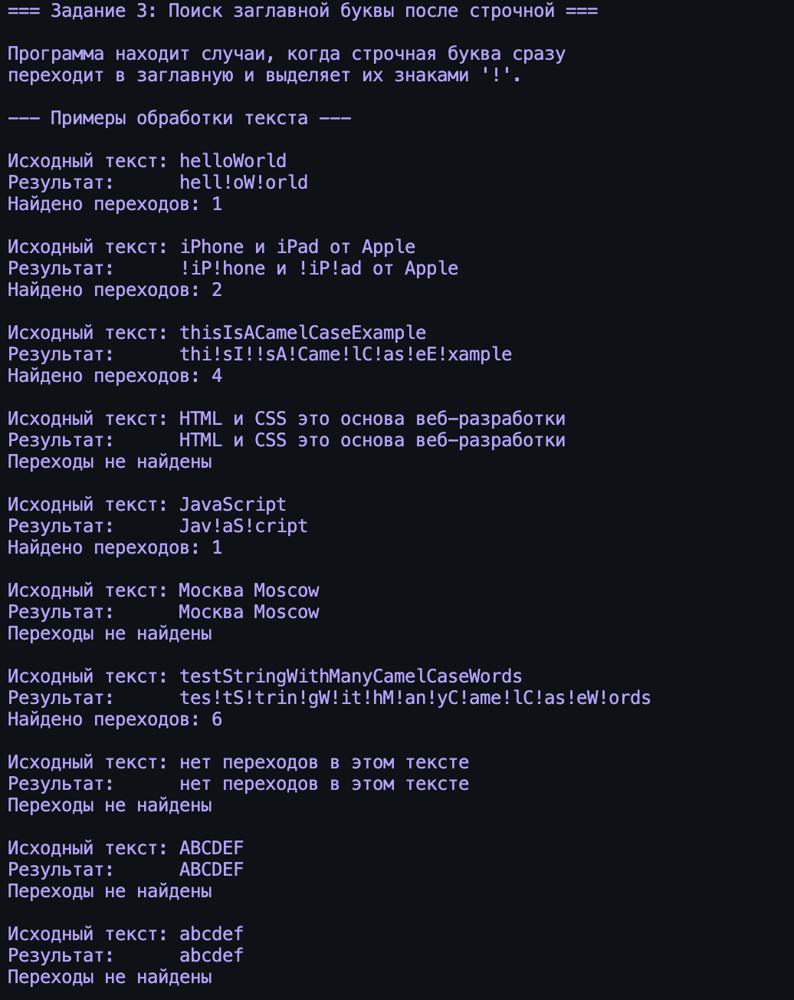 === Задание 3: Поиск заглавной буквы после строчной ===
Программа находит случаи, когда строчная буква сразу
переходит в заглавную и выделяет их знаками '!'.
--- Примеры обработки текста ---
Исходный текст: helloWorld
Результат:      hell!oW!orld
Найдено переходов: 1
Исходный текст: iPhone и iPad от Apple
Результат:      !iP!hone и !iP!ad от Apple
Найдено переходов: 2
Исходный текст: thisIsACamelCaseExample
Результат:      thi!sI!!sA!Came!lC!as!eE!xample
Найдено переходов: 4
Исходный текст: HTML и CSS это основа веб-разработки
Результат:      HTML и CSS это основа веб-разработки
Переходы не найдены
Исходный текст: JavaScript
Результат:      Jav!aS!cript
Найдено переходов: 1
Исходный текст: Москва Moscow
Результат:      Москва Moscow
Переходы не найдены
Исходный текст: testStringWithManyCamelCaseWords
Результат:      tes!tS!trin!gW!it!hM!an!yC!ame!lC!as!eW!ords
Найдено переходов: 6
Исходный текст: нет переходов в этом тексте
Результат:      нет переходов в этом тексте
Переходы не найдены
Исходный текст: ABCDEF
Результат:      ABCDEF
Переходы не найдены
Исходный текст: abcdef
Результат:      abcdef
Переходы не найдены